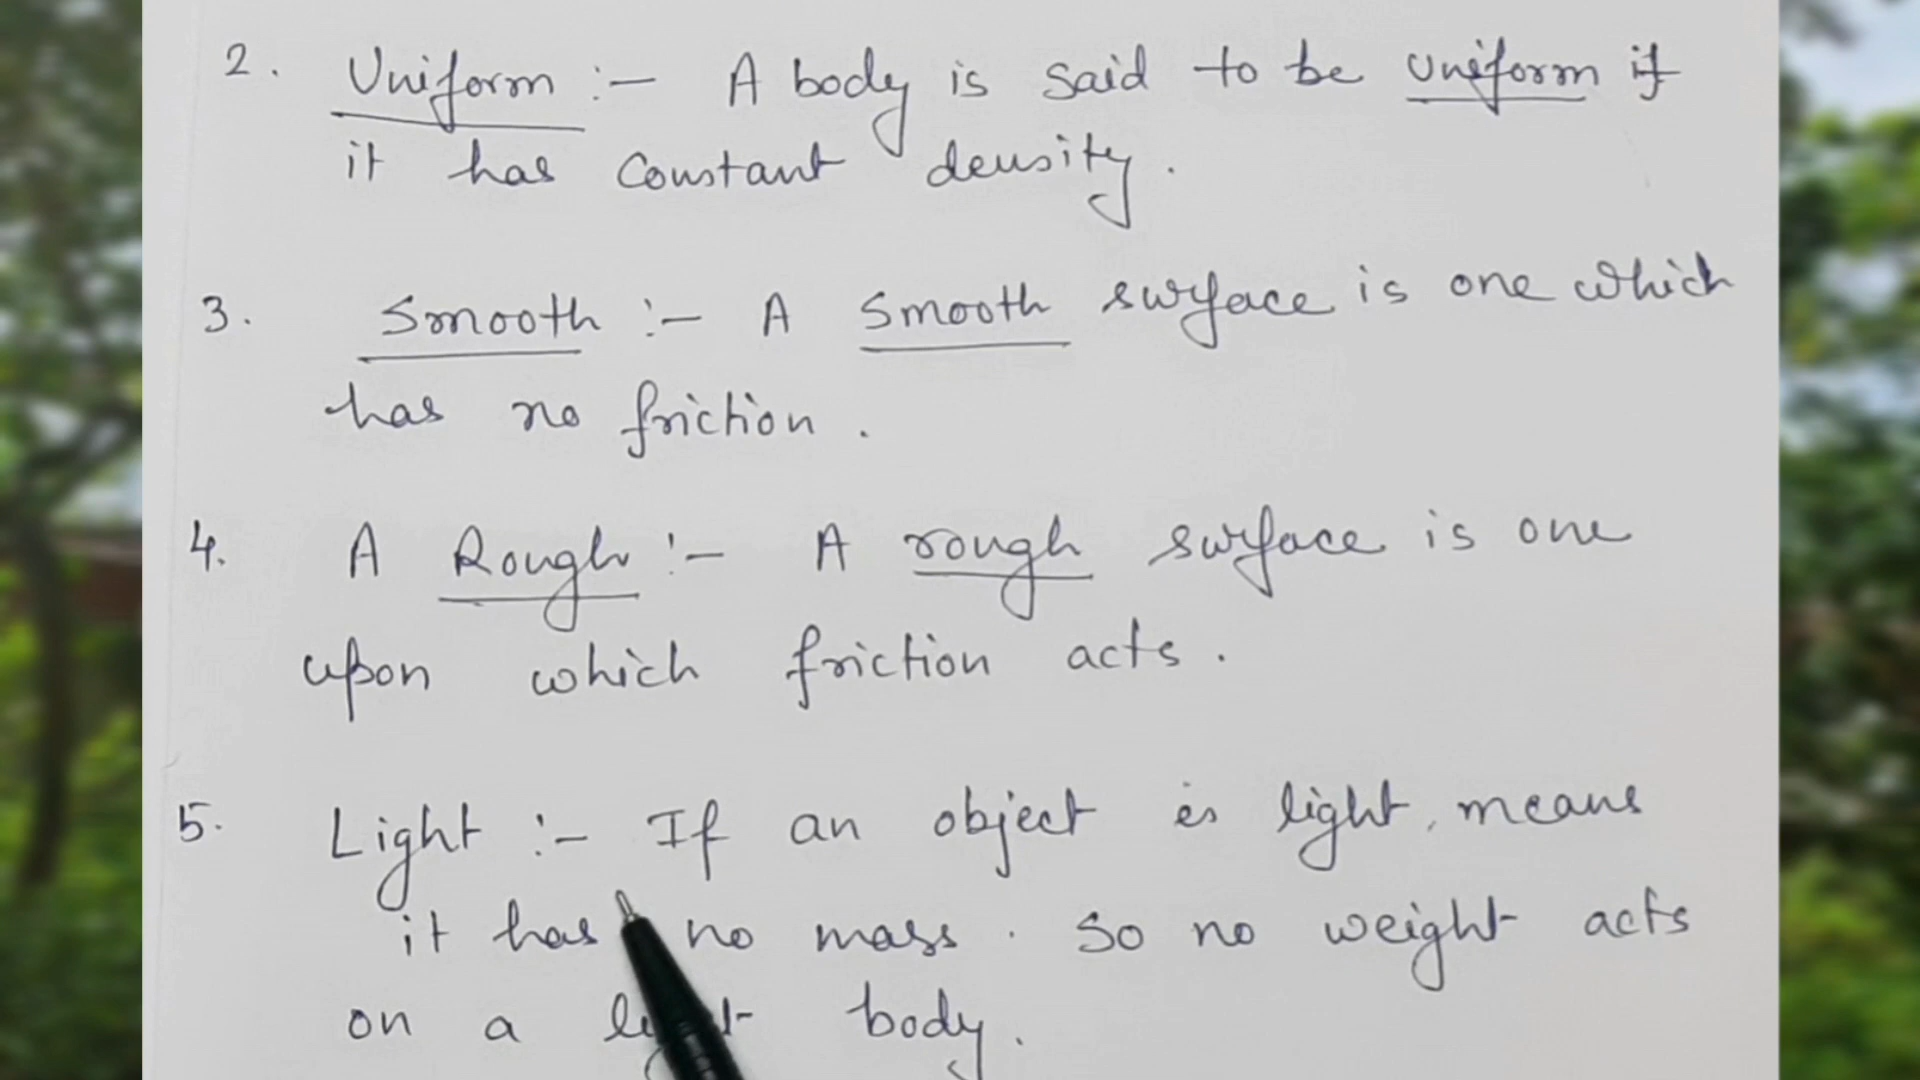 2. Uniform :- A body is said to be uniform if
it has constant density.
3. Smooth :- A smooth surface is one which
has no friction.
4. A Rough :- A rough surface is one
upon which friction acts.
5. Light :- If an object is light, means
it has no mass. So no weight acts
on a light body.